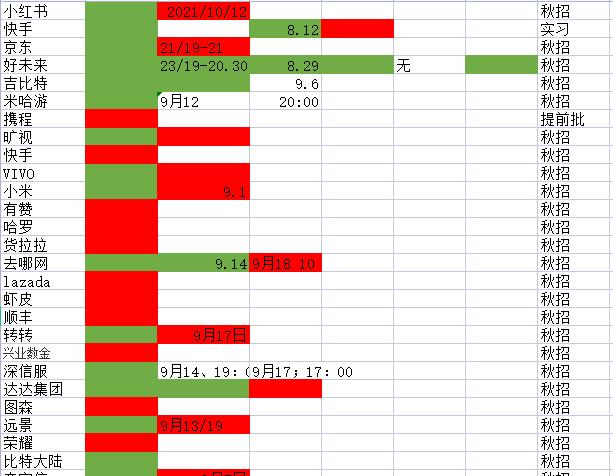 小红书 2021/10/12 秋招
快手 8.12 实习
京东 21/19-21 秋招
好未来 23/19-20.30 8.29 无 秋招
吉比特 9.6 秋招
米哈游 9月12 20:00 秋招
携程 提前批
旷视 秋招
快手 秋招
VIVO 秋招
小米 9.1 秋招
有赞 秋招
哈罗 秋招
货拉拉 秋招
去哪网 9.14 9月18 10 秋招
lazada 秋招
虾皮 秋招
顺丰 秋招
转转 9月17日 秋招
兴业数金 秋招
深信服 9月14、19: 9月17; 17: 00 秋招
达达集团 秋招
图森 秋招
远景 9月13/19 秋招
荣耀 秋招
比特大陆 秋招